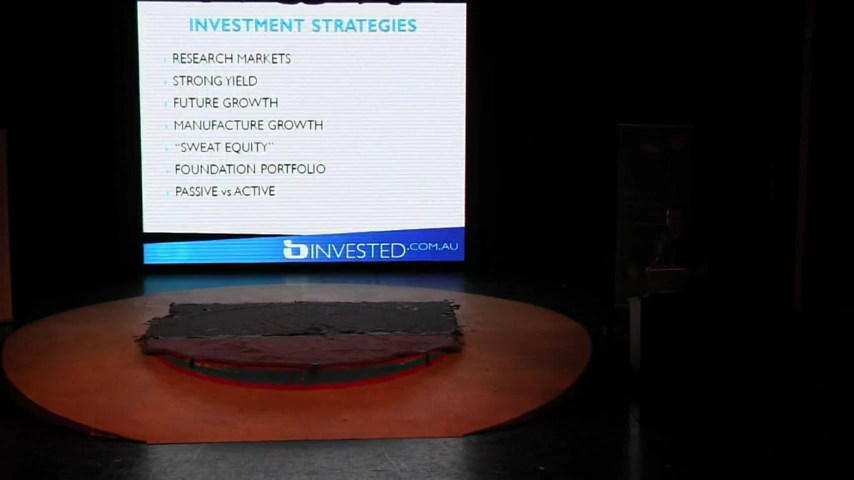 INVESTMENT STRATEGIES
RESEARCH MARKETS
STRONG YIELD
FUTURE GROWTH
MANUFACTURE GROWTH
"SWEAT EQUITY"
FOUNDATION PORTFOLIO
PASSIVE vs ACTIVE
bINVESTED.COM.AU